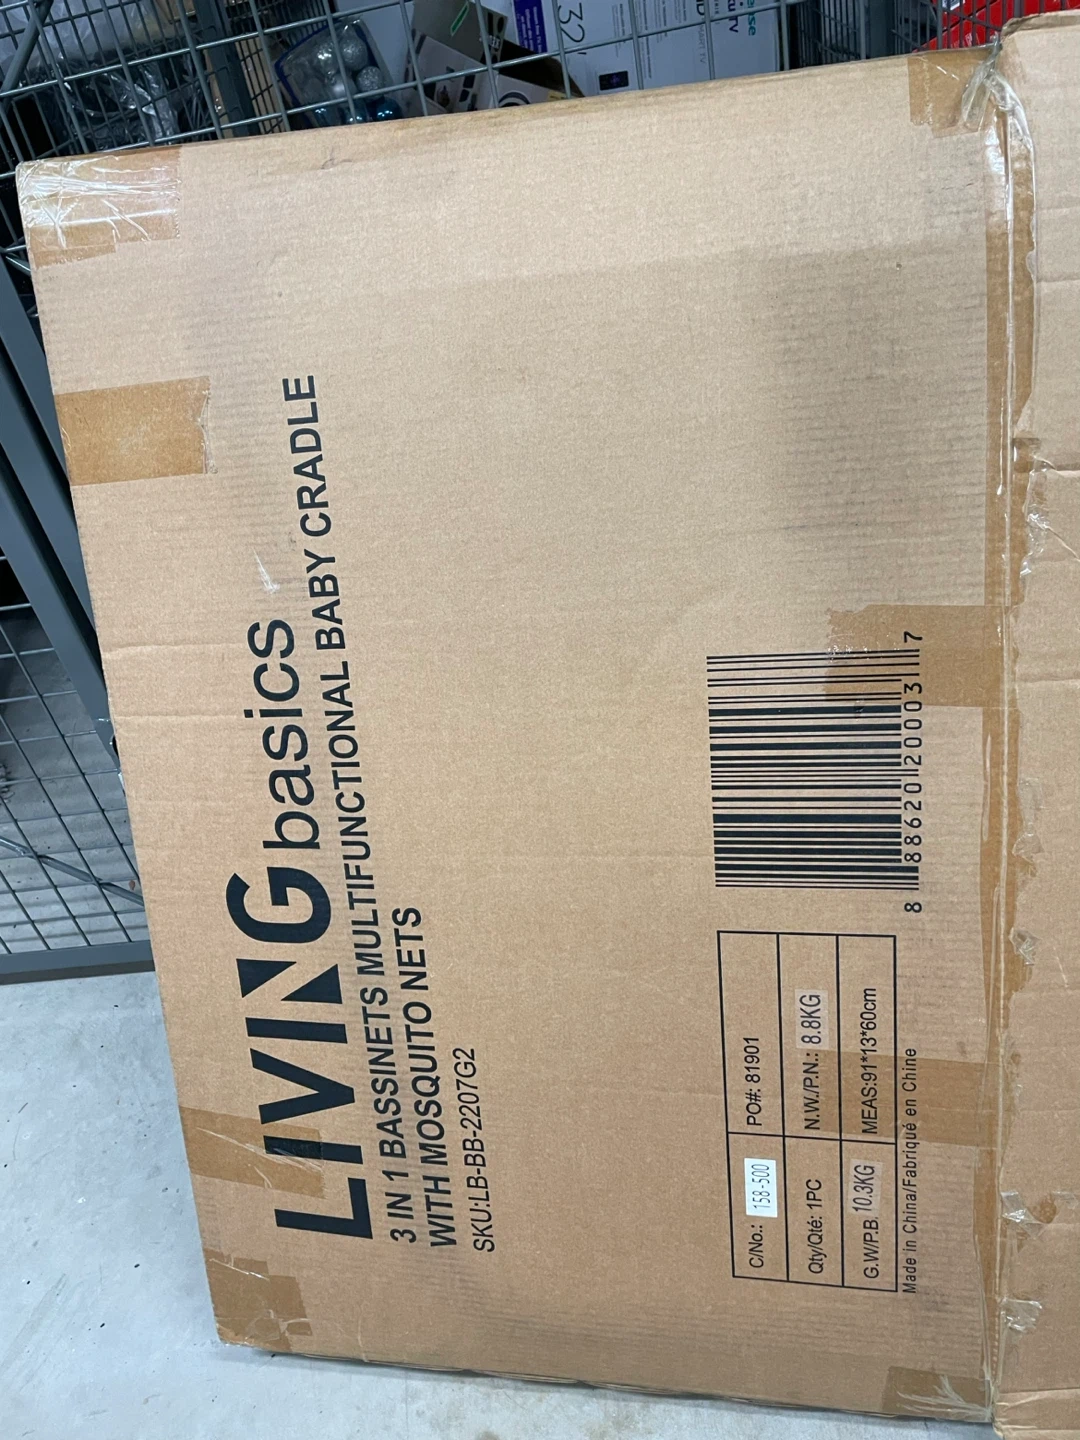 LIVING basics
3 IN 1 BASSINETS MULTIFUNCTIONAL BABY CRADLE
WITH MOSQUITO NETS
SKU:LB-BB-2207G2
C/No.: 158-500 PO#: 81901
Qty/Qté: 1PC N.W./P.N.: 8.8KG
G.W/P.B. 10.3KG MEAS:91*13*60cm
Made in China/Fabriqué en Chine
8 88620 20003 7
32"